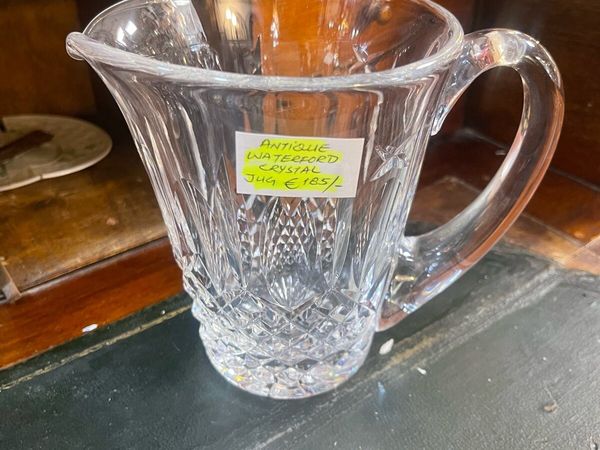 ANTIQUE
WATERFORD
CRYSTAL
JUG €185/-